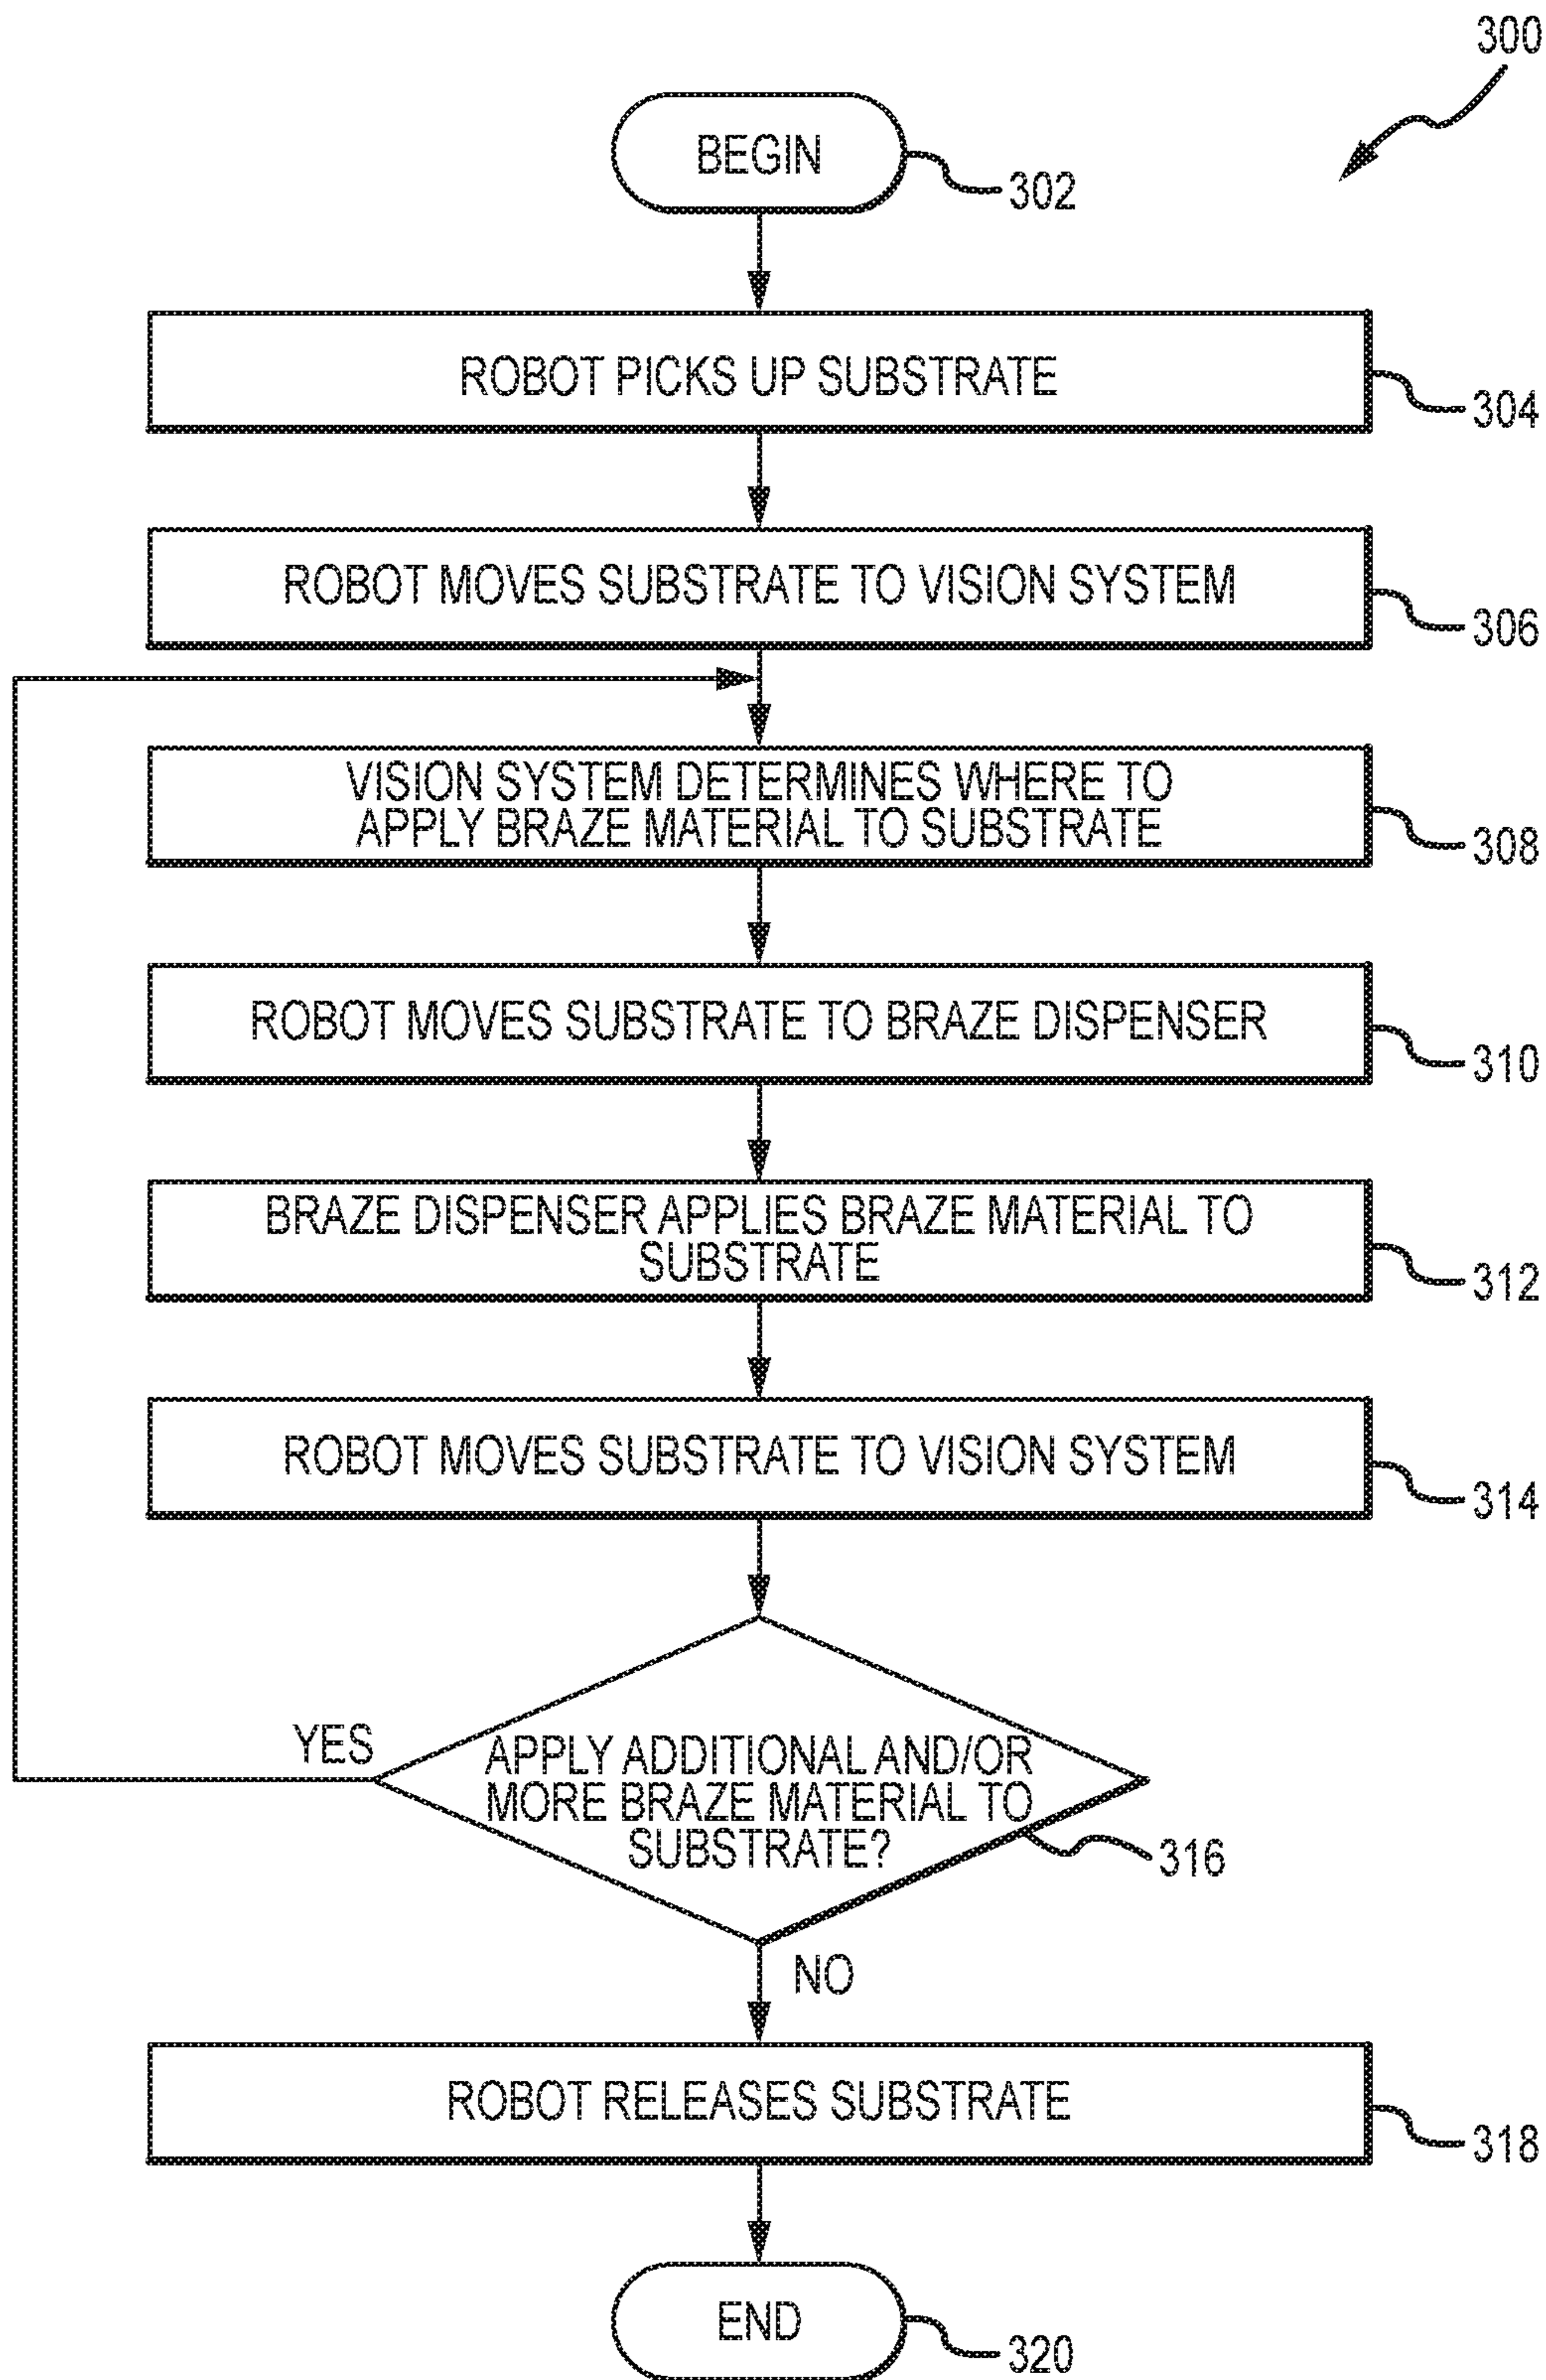 300
BEGIN
302
ROBOT PICKS UP SUBSTRATE
304
ROBOT MOVES SUBSTRATE TO VISION SYSTEM
306
VISION SYSTEM DETERMINES WHERE TO
APPLY BRAZE MATERIAL TO SUBSTRATE
308
ROBOT MOVES SUBSTRATE TO BRAZE DISPENSER
310
BRAZE DISPENSER APPLIES BRAZE MATERIAL TO
SUBSTRATE
312
ROBOT MOVES SUBSTRATE TO VISION SYSTEM
314
YES
APPLY ADDITIONAL AND/OR
MORE BRAZE MATERIAL TO
SUBSTRATE?
316
NO
ROBOT RELEASES SUBSTRATE
318
END
320